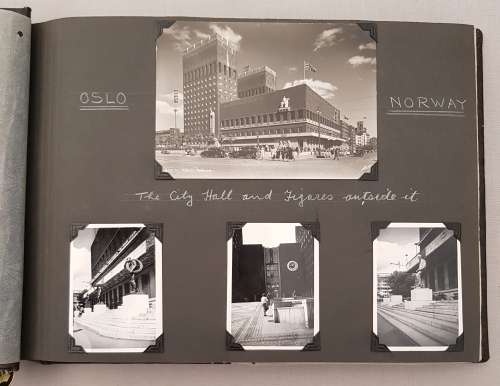 OSLO
NORWAY
The City Hall and Figures outside it